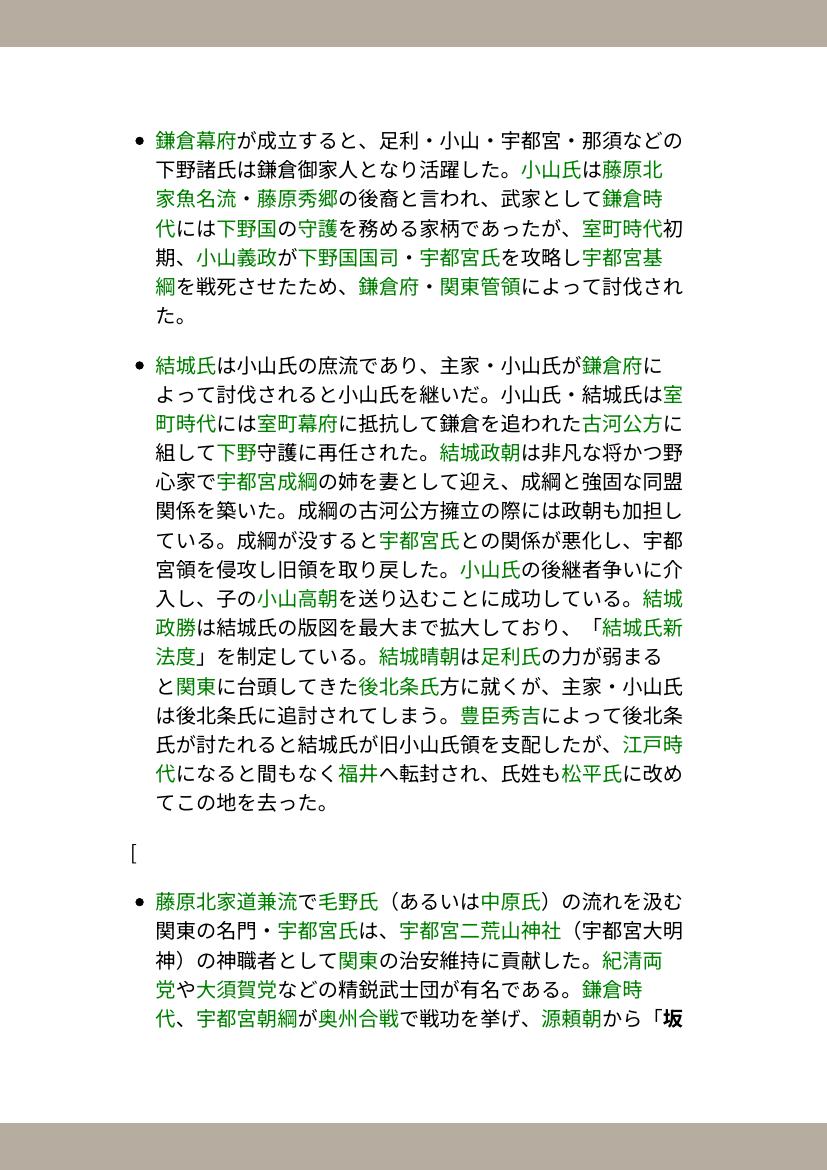 • 鎌倉幕府が成立すると、足利・小山・宇都宮・那須などの
下野諸氏は鎌倉御家人となり活躍した。小山氏は藤原北
家魚名流・藤原秀郷の後裔と言われ、武家として鎌倉時
代には下野国の守護を務める家柄であったが、室町時代初
期、小山義政が下野国国司・宇都宮氏を攻略し宇都宮基
綱を戦死させたため、鎌倉府・関東管領によって討伐され
た。
• 結城氏は小山氏の庶流であり、主家・小山氏が鎌倉府に
よって討伐されると小山氏を継いだ。小山氏・結城氏は室
町時代には室町幕府に抵抗して鎌倉を追われた古河公方に
組して下野守護に再任された。結城政朝は非凡な将かつ野
心家で宇都宮成綱の姉を妻として迎え、成綱と強固な同盟
関係を築いた。成綱の古河公方擁立の際には政朝も加担し
ている。成綱が没すると宇都宮氏との関係が悪化し、宇都
宮領を侵攻し旧領を取り戻した。小山氏の後継者争いに介
入し、子の小山高朝を送り込むことに成功している。結城
政勝は結城氏の版図を最大まで拡大しており、「結城氏新
法度」を制定している。結城晴朝は足利氏の力が弱まる
と関東に台頭してきた後北条氏方に就くが、主家・小山氏
は後北条氏に追討されてしまう。豊臣秀吉によって後北条
氏が討たれると結城氏が旧小山氏領を支配したが、江戸時
代になると間もなく福井へ転封され、氏姓も松平氏に改め
てこの地を去った。
[
• 藤原北家道兼流で毛野氏（あるいは中原氏）の流れを汲む
関東の名門・宇都宮氏は、宇都宮二荒山神社（宇都宮大明
神）の神職者として関東の治安維持に貢献した。紀清両
党や大須賀党などの精鋭武士団が有名である。鎌倉時
代、宇都宮朝綱が奥州合戦で戦功を挙げ、源頼朝から「坂